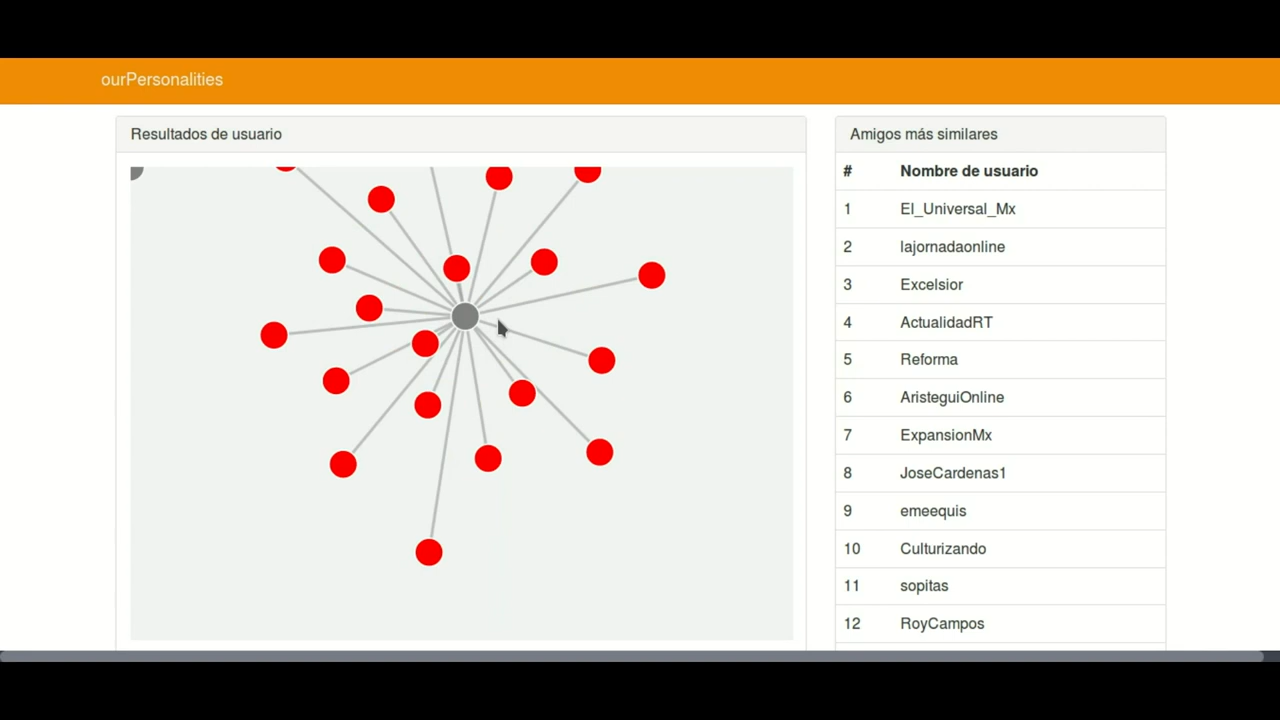 ourPersonalities
Resultados de usuario
Amigos más similares
# Nombre de usuario
1 El_Universal_Mx
2 lajornadaonline
3 Excelsior
4 ActualidadRT
5 Reforma
6 AristeguiOnline
7 ExpansionMx
8 JoseCardenas1
9 emeequis
10 Culturizando
11 sopitas
12 RoyCampos